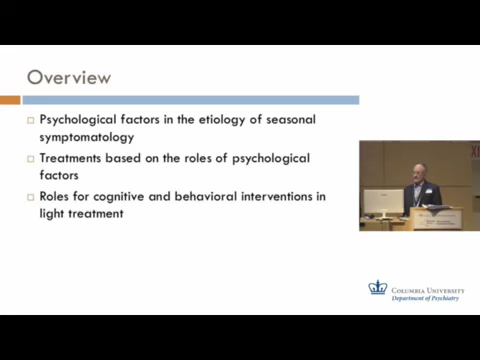 Overview
Psychological factors in the etiology of seasonal
symptomatology
Treatments based on the roles of psychological
factors
Roles for cognitive and behavioral interventions in
light treatment
COLUMBIA UNIVERSITY
Department of Psychiatry